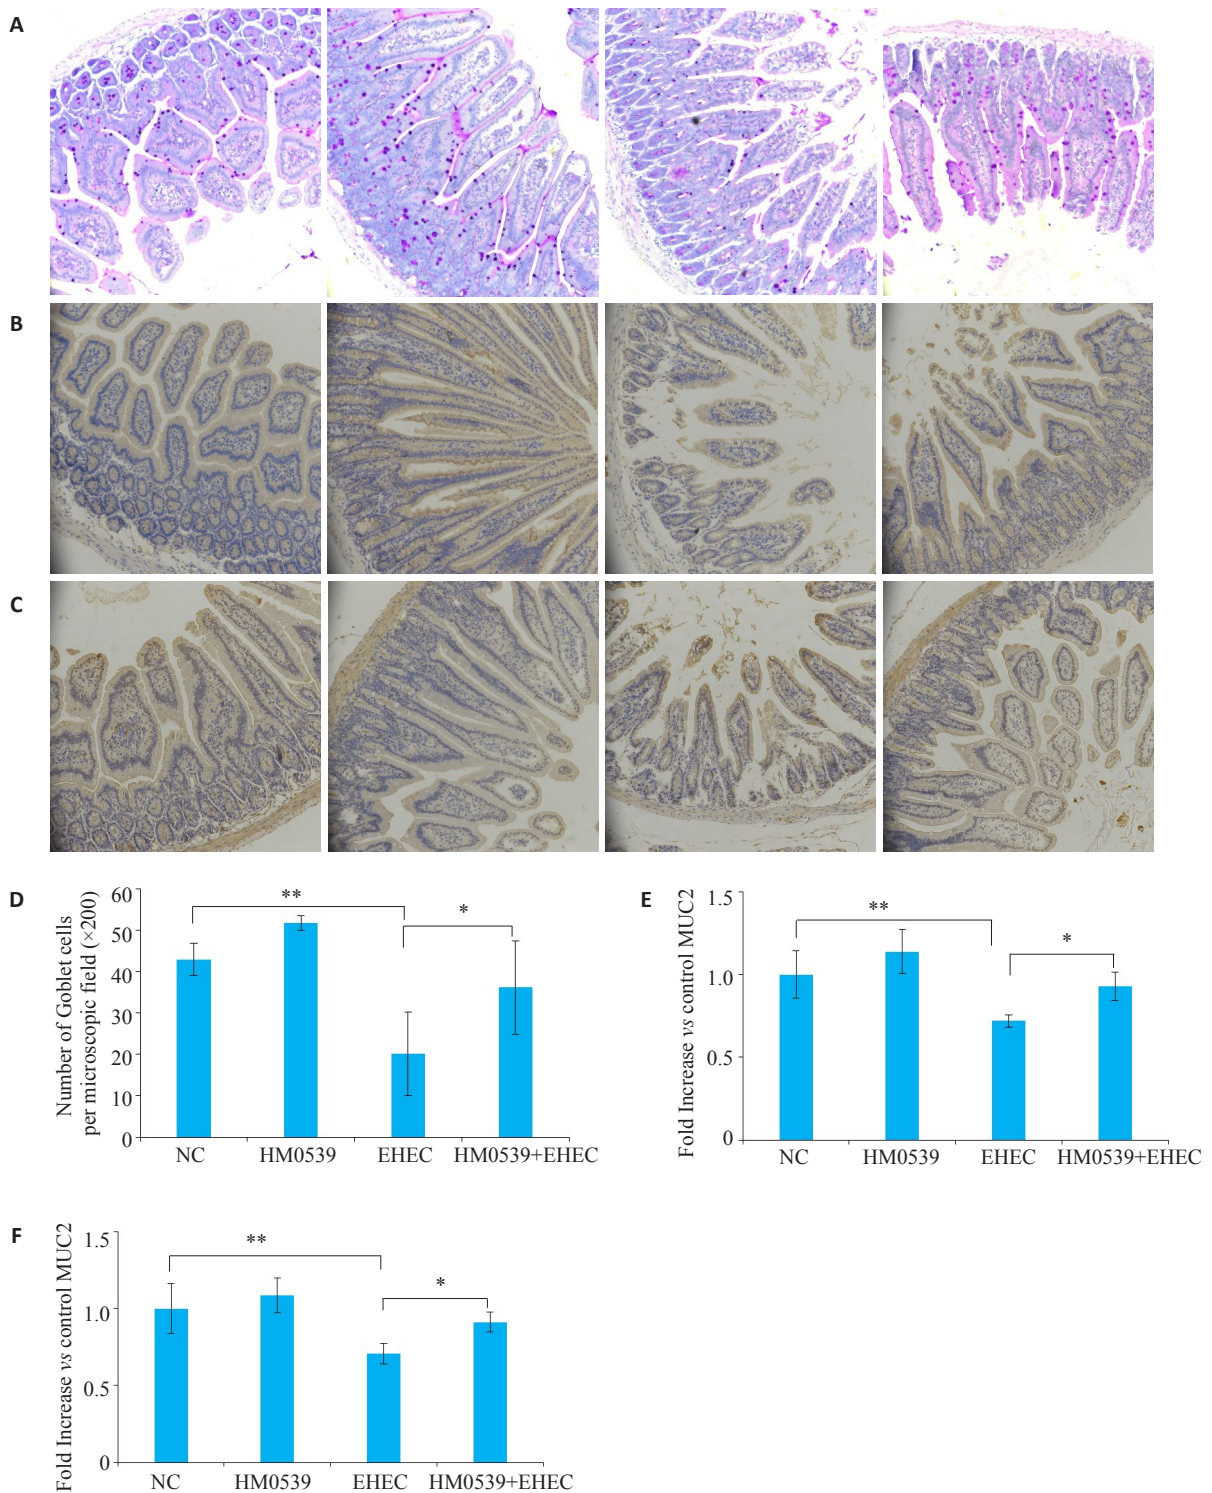 A
B
C
D
Number of Goblet cells
per microscopic field (×200)
60
50
40
30
20
10
0
**
*
NC
HM0539
EHEC
HM0539+EHEC
E
Fold Increase vs control MUC2
1.5
1.0
0.5
0
**
*
NC
HM0539
EHEC
HM0539+EHEC
F
Fold Increase vs control MUC2
1.5
1.0
0.5
0
**
*
NC
HM0539
EHEC
HM0539+EHEC